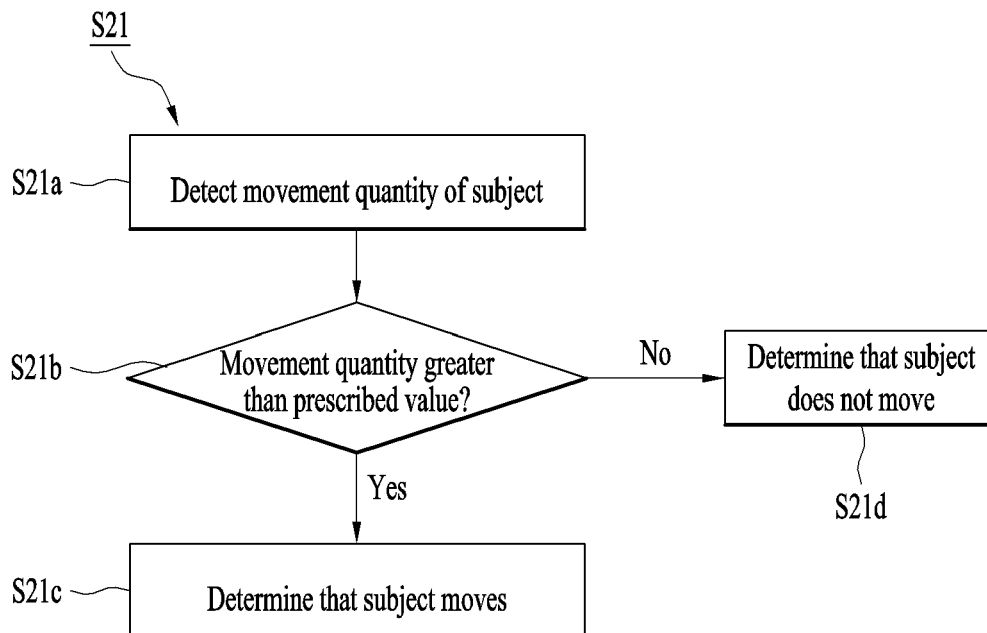 S21
S21a
Detect movement quantity of subject
S21b
Movement quantity greater
than prescribed value?
No
Determine that subject
does not move
S21d
Yes
S21c
Determine that subject moves